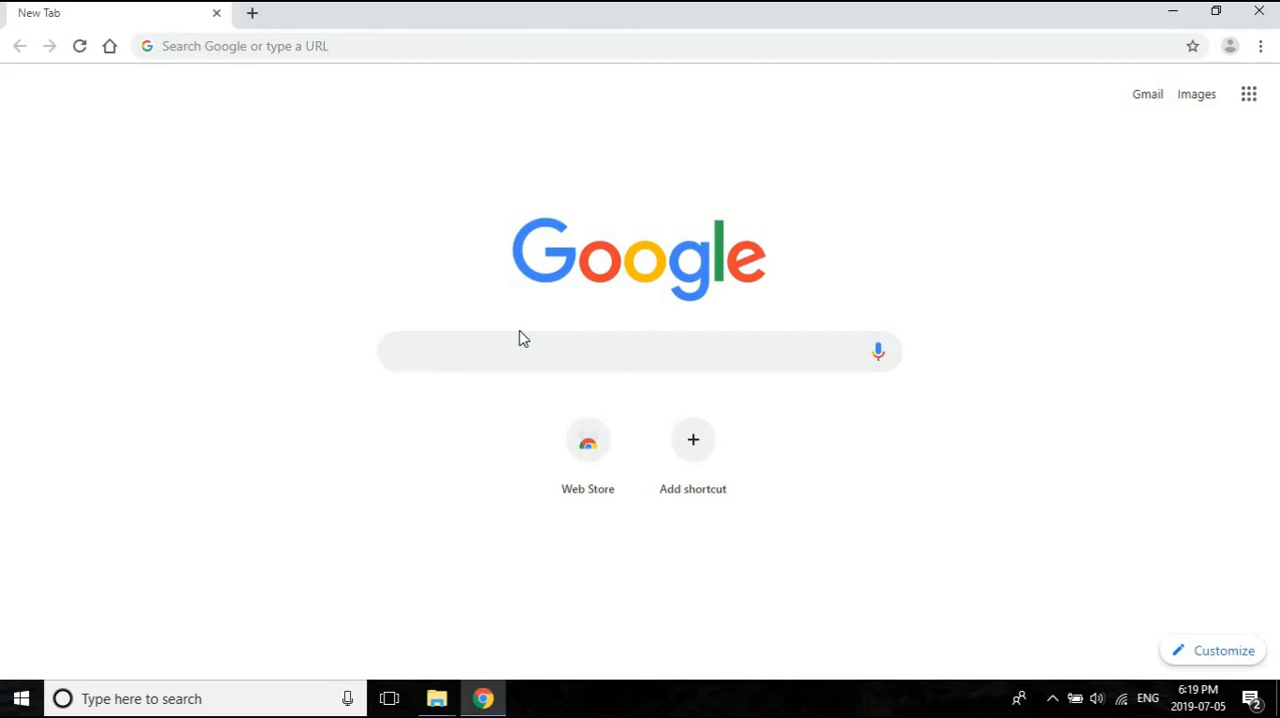 New Tab
Search Google or type a URL
Gmail Images
Google
Web Store Add shortcut
Customize
Type here to search
ENG
6:19 PM
2019-07-05
2